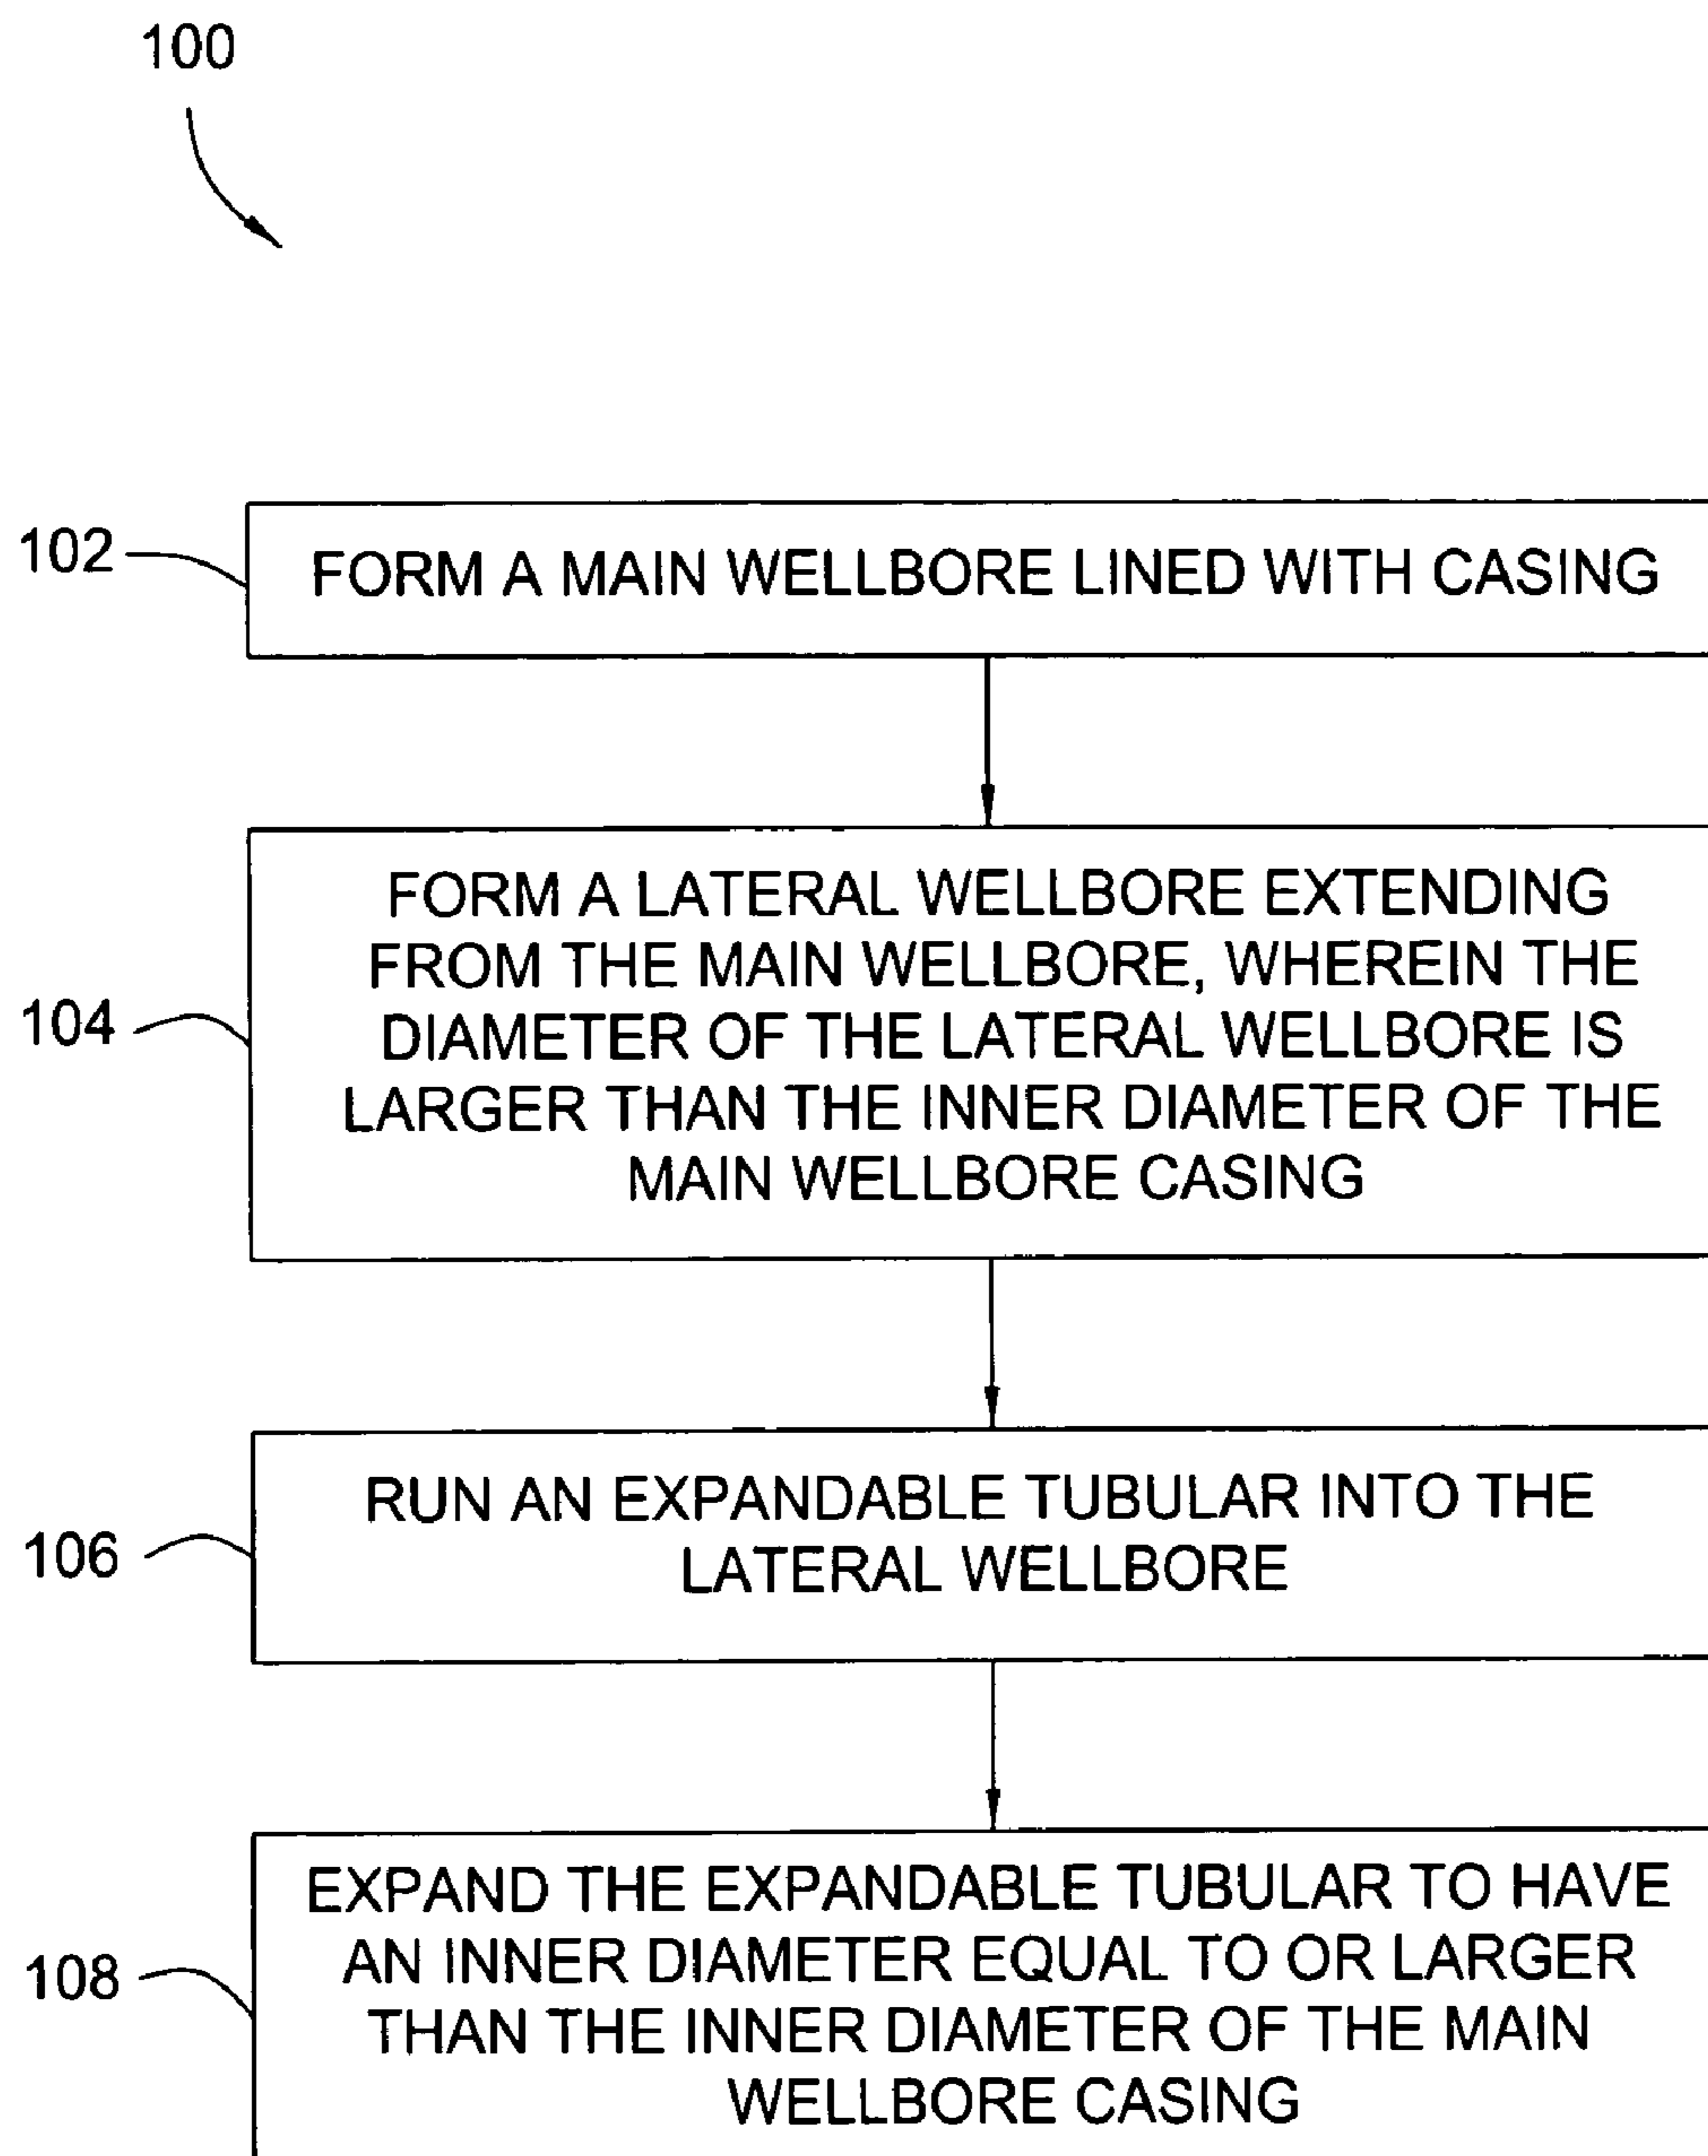 100
102
FORM A MAIN WELLBORE LINED WITH CASING
104
FORM A LATERAL WELLBORE EXTENDING
FROM THE MAIN WELLBORE, WHEREIN THE
DIAMETER OF THE LATERAL WELLBORE IS
LARGER THAN THE INNER DIAMETER OF THE
MAIN WELLBORE CASING
106
RUN AN EXPANDABLE TUBULAR INTO THE
LATERAL WELLBORE
108
EXPAND THE EXPANDABLE TUBULAR TO HAVE
AN INNER DIAMETER EQUAL TO OR LARGER
THAN THE INNER DIAMETER OF THE MAIN
WELLBORE CASING